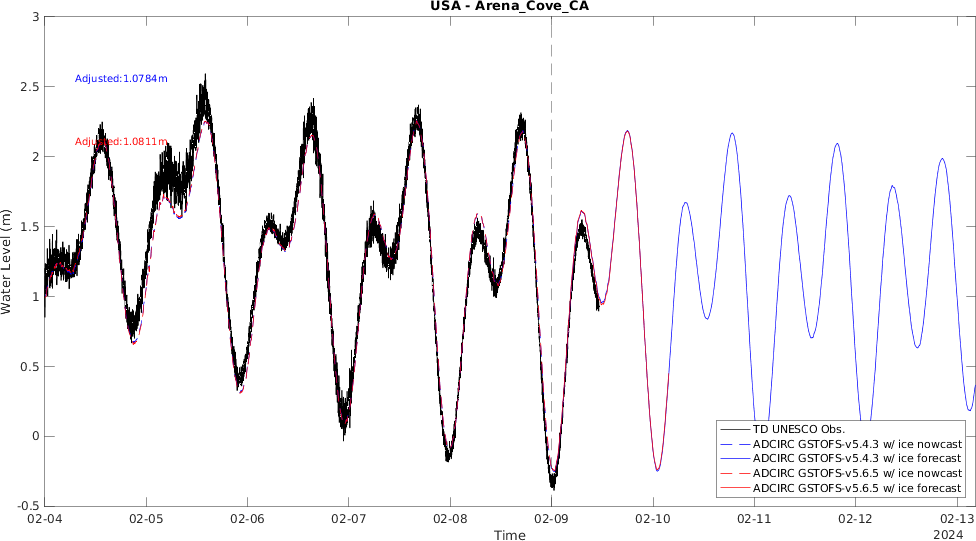 USA - Arena_Cove_CA
3
2.5
2
1.5
1
0.5
0
-0.5
Water Level (m)
Adjusted:1.0784m
Adjusted:1.0811m
TD UNESCO Obs.
ADCIRC GSTOFS-v5.4.3 w/ ice nowcast
ADCIRC GSTOFS-v5.4.3 w/ ice forecast
ADCIRC GSTOFS-v5.6.5 w/ ice nowcast
ADCIRC GSTOFS-v5.6.5 w/ ice forecast
02-04 02-05 02-06 02-07 02-08 02-09 02-10 02-11 02-12 02-13
Time
2024